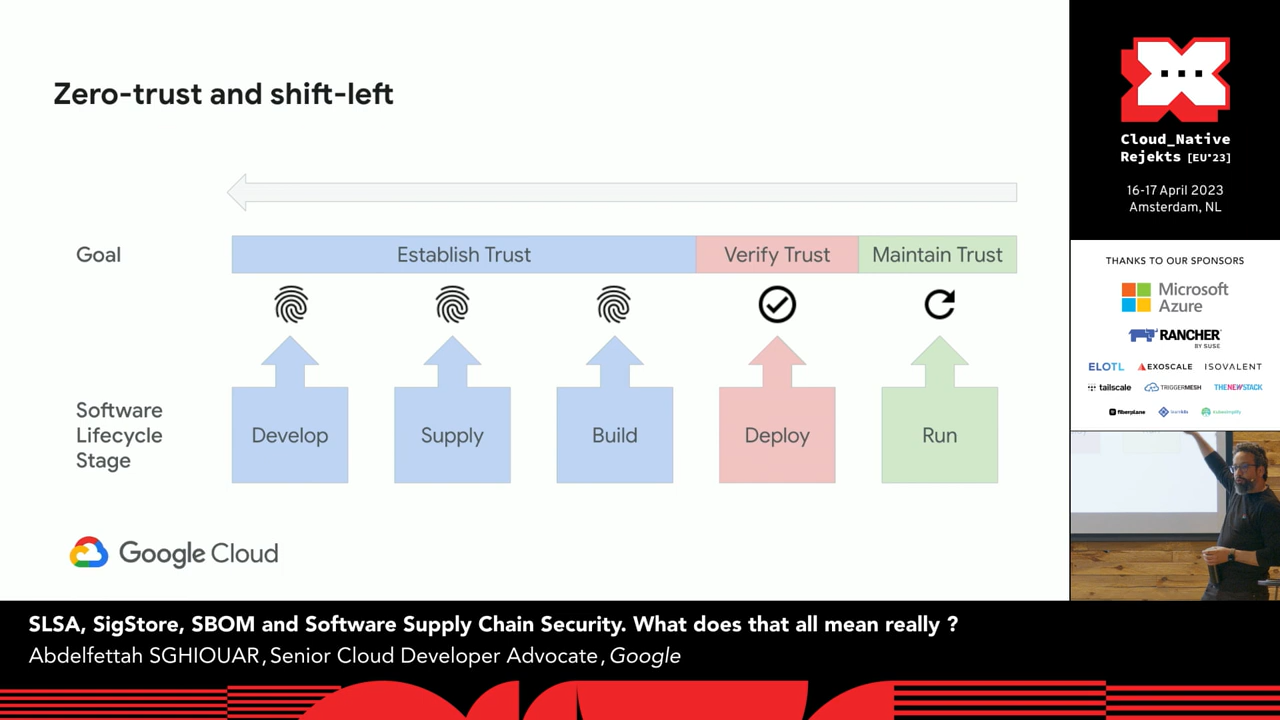 Zero-trust and shift-left
Goal
Establish Trust
Verify Trust
Maintain Trust
Software
Lifecycle
Stage
Develop
Supply
Build
Deploy
Run
Google Cloud
Cloud_Native
Rejekts [EU'23]
16-17 April 2023
Amsterdam, NL
THANKS TO OUR SPONSORS
Microsoft
Azure
RANCHER
BY SUSE
ELOTL
EXOSCALE
ISOVALENT
tailscale
TRIGGERMESH
THENEWSTACK
fiberplane
kubesimplify
SLSA, SigStore, SBOM and Software Supply Chain Security. What does that all mean really ?
Abdelfettah SGHIOUAR, Senior Cloud Developer Advocate, Google